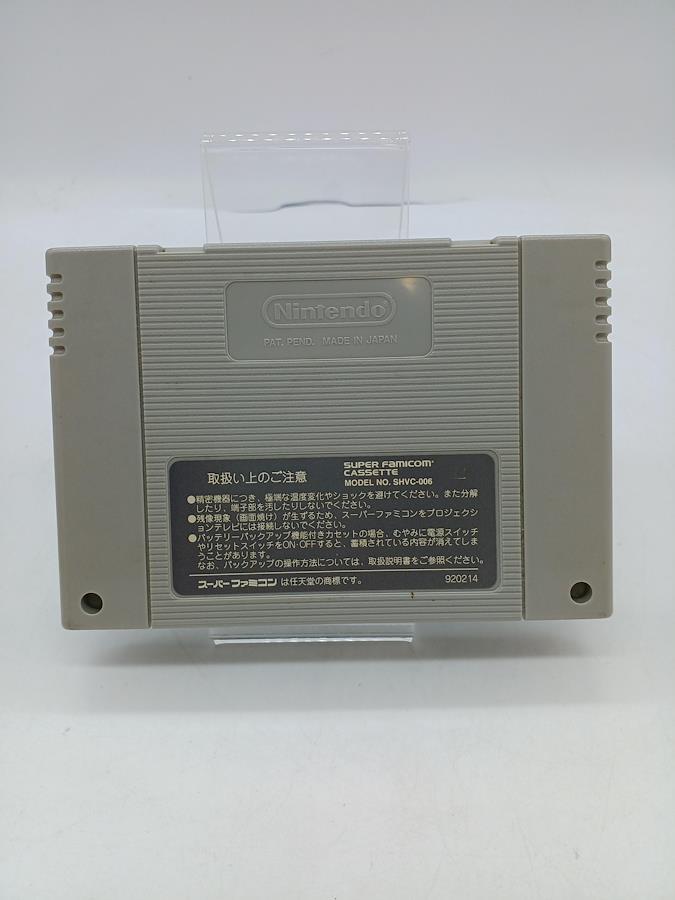 Nintendo
PAT. PEND. MADE IN JAPAN
取扱い上のご注意
SUPER FAMICOM
CASSETTE
MODEL NO. SHVC-006
●精密機器につき、極端な温度変化やショックを避けてください。また分解
したり、端子部を汚したりしないでください。
●残像現象（画面焼け）が生ずるため、スーパーファミコンをプロジェクシ
ョンテレビには接続しないでください。
●バッテリーバックアップ機能付きカセットの場合、むやみに電源スイッチ
やリセットスイッチをON·OFFすると、蓄積されている内容が消えてしま
うことがあります。
なお、バックアップの操作方法については、取扱説明書をご参照ください。
スーパーファミコン は任天堂の商標です。 920214